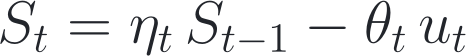 $S_t = \eta_t \, S_{t-1} - \theta_t \, u_t$